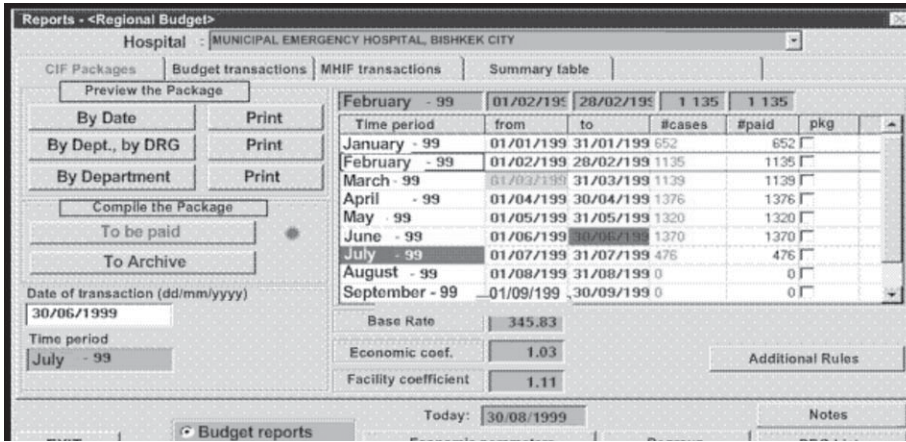 Reports - <Regional Budget>
Hospital : MUNICIPAL EMERGENCY HOSPITAL, BISHKEK CITY
CIF Packages Budget transactions MHIF transactions Summary table
Preview the Package
By Date Print
By Dept., by DRG Print
By Department Print
Compile the Package
To be paid
To Archive
Date of transaction (dd/mm/yyyy)
30/06/1999
Time period
July - 99
February - 99 01/02/199 28/02/199 1 135 1 135
Time period from to #cases #paid pkg
January - 99 01/01/199 31/01/199 652 652
February - 99 01/02/199 28/02/199 1135 1135
March - 99 01/03/199 31/03/199 1139 1139
April - 99 01/04/199 30/04/199 1376 1376
May - 99 01/05/199 31/05/199 1320 1320
June - 99 01/06/199 30/06/199 1370 1370
July - 99 01/07/199 31/07/199 476 476
August - 99 01/08/199 31/08/199 0 0
September - 99 01/09/199 30/09/199 0 0
Base Rate 345.83
Economic coef. 1.03
Facility coefficient 1.11
Additional Rules
Today: 30/08/1999
Notes
Budget reports